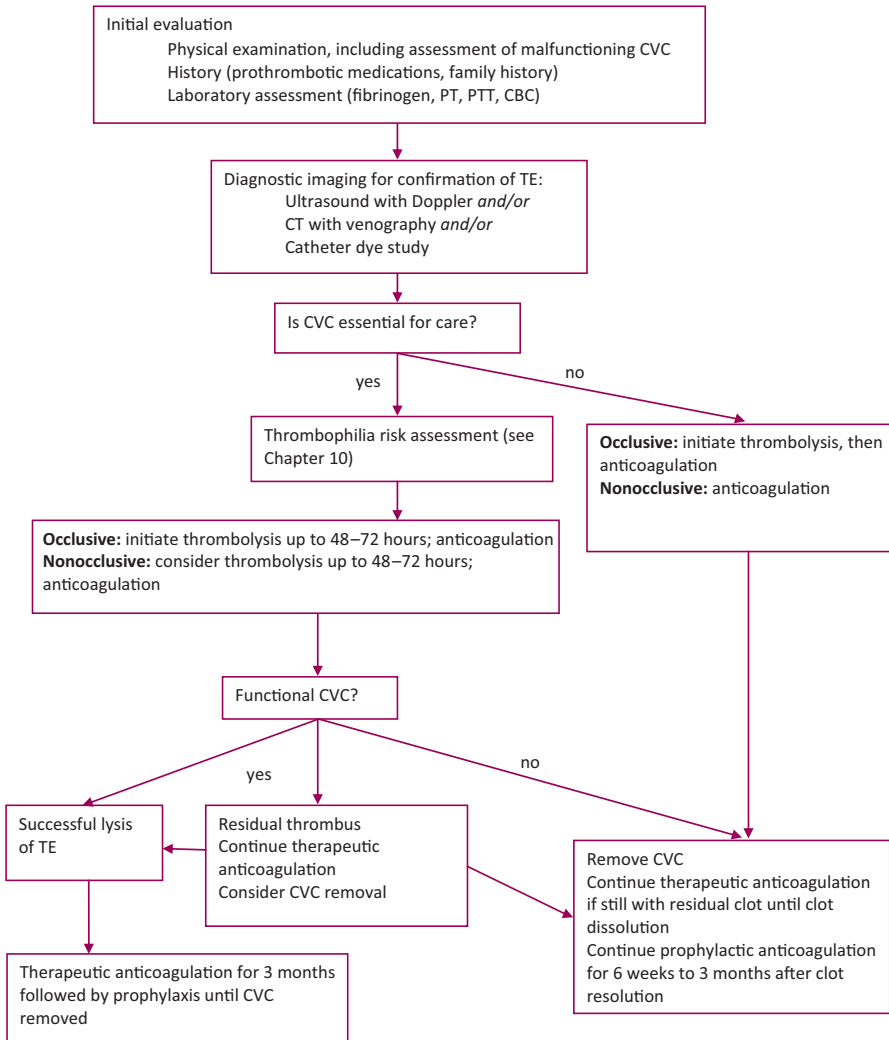 Initial evaluation
Physical examination, including assessment of malfunctioning CVC
History (prothrombotic medications, family history)
Laboratory assessment (fibrinogen, PT, PTT, CBC)
Diagnostic imaging for confirmation of TE:
Ultrasound with Doppler and/or
CT with venography and/or
Catheter dye study
Is CVC essential for care?
yes
no
Thrombophilia risk assessment (see
Chapter 10)
Occlusive: initiate thrombolysis, then
anticoagulation
Nonocclusive: anticoagulation
Occlusive: initiate thrombolysis up to 48–72 hours; anticoagulation
Nonocclusive: consider thrombolysis up to 48–72 hours;
anticoagulation
Functional CVC?
yes
no
Successful lysis
of TE
Residual thrombus
Continue therapeutic
anticoagulation
Consider CVC removal
Remove CVC
Continue therapeutic anticoagulation
if still with residual clot until clot
dissolution
Continue prophylactic anticoagulation
for 6 weeks to 3 months after clot
resolution
Therapeutic anticoagulation for 3 months
followed by prophylaxis until CVC
removed